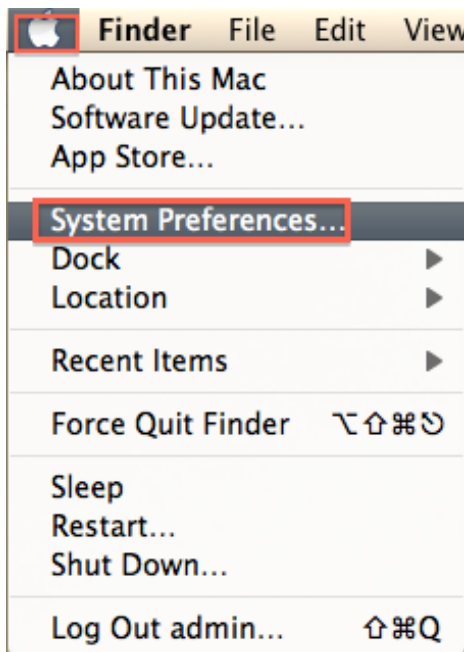 Finder File Edit View
About This Mac
Software Update...
App Store...
System Preferences...
Dock
Location
Recent Items
Force Quit Finder ⌥⇧⌘⎋
Sleep
Restart...
Shut Down...
Log Out admin... ⇧⌘Q